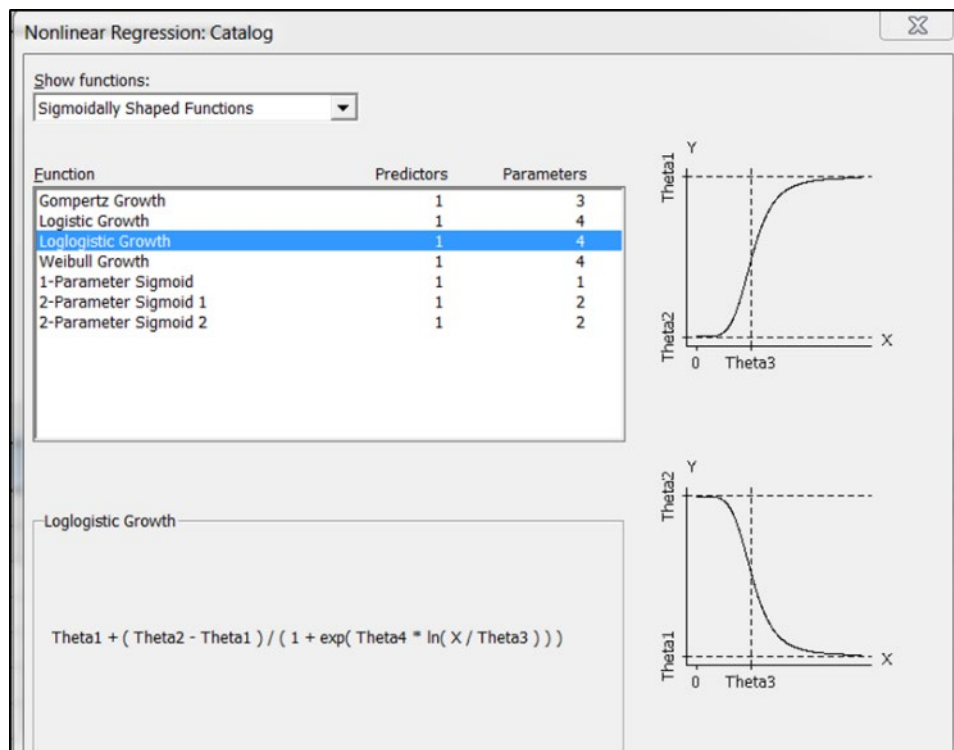 Nonlinear Regression: Catalog
Show functions:
Sigmoidally Shaped Functions
Function Predictors Parameters
Gompertz Growth 1 3
Logistic Growth 1 4
Loglogistic Growth 1 4
Weibull Growth 1 4
1-Parameter Sigmoid 1 1
2-Parameter Sigmoid 1 1 2
2-Parameter Sigmoid 2 1 2
Y
Theta1
Theta2
X
0 Theta3
Loglogistic Growth
Theta1 + ( Theta2 - Theta1 ) / ( 1 + exp( Theta4 * ln( X / Theta3 ) ) )
Y
Theta2
Theta1
X
0 Theta3